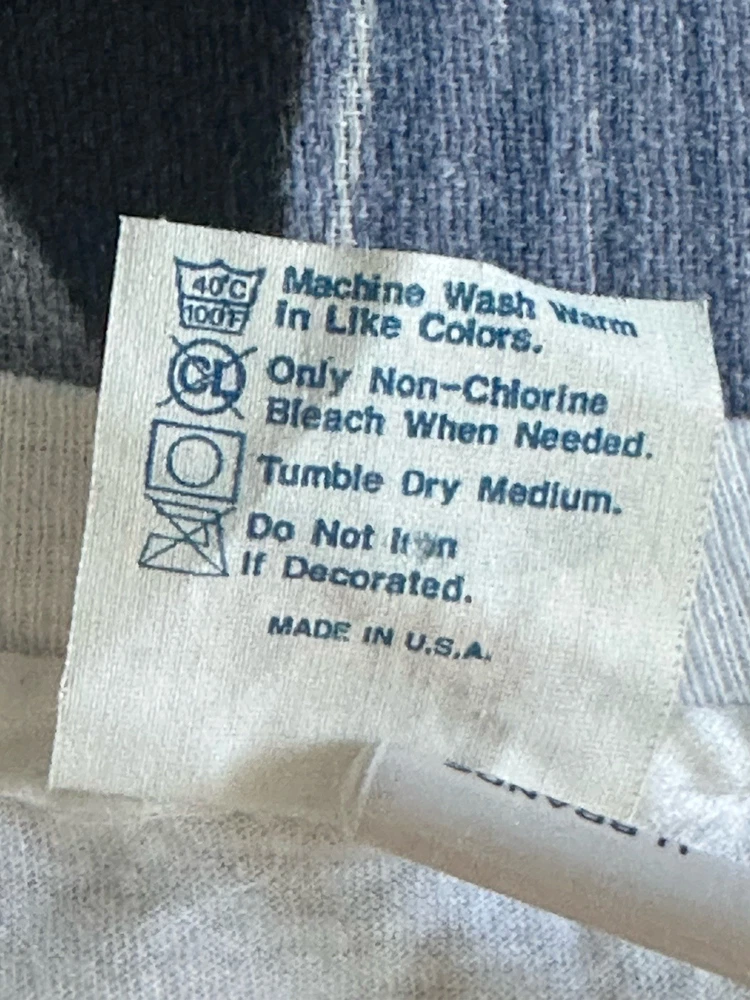 40°C
100°F
Machine Wash Warm
in Like Colors.
CL
Only Non-Chlorine
Bleach When Needed.
Tumble Dry Medium.
Do Not Iron
If Decorated.
MADE IN U.S.A.
BRANDS